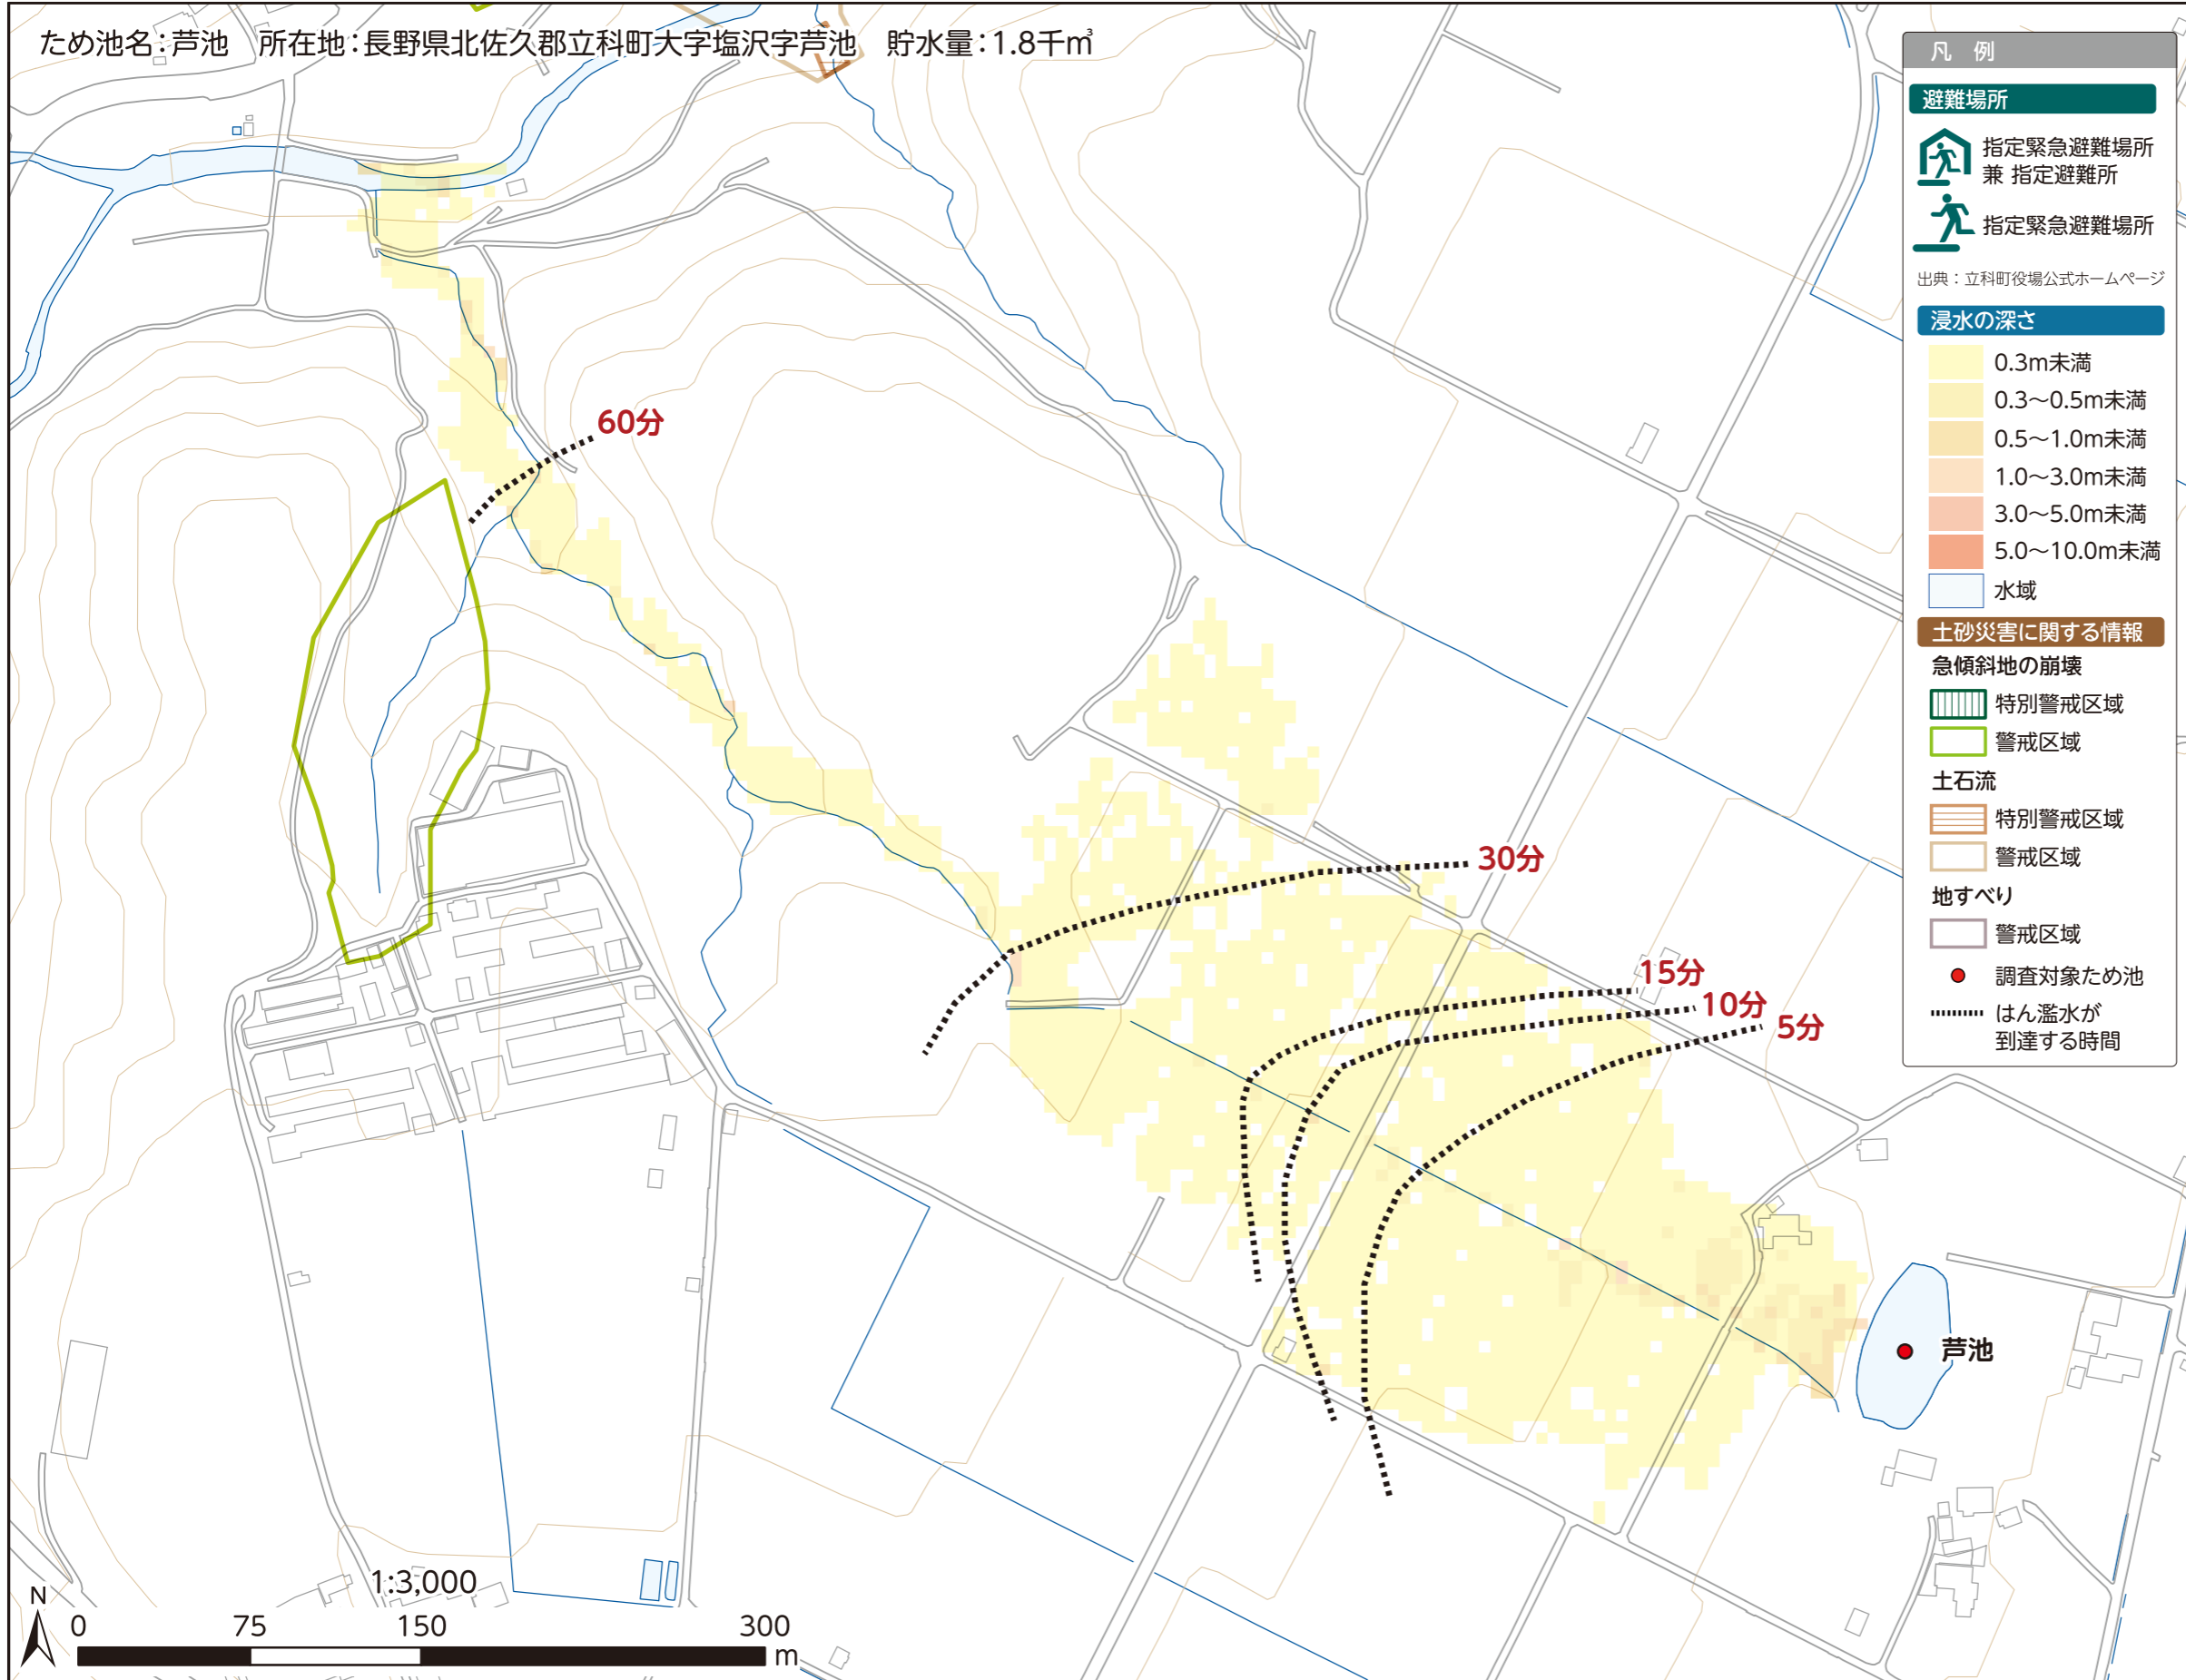 ため池名：芦池　所在地：長野県北佐久郡立科町大字塩沢字芦池　貯水量：1.8千㎥
凡　例
避難場所
指定緊急避難場所
兼 指定避難所
指定緊急避難場所
出典：立科町役場公式ホームページ
浸水の深さ
0.3m未満
0.3～0.5m未満
0.5～1.0m未満
1.0～3.0m未満
3.0～5.0m未満
5.0～10.0m未満
水域
土砂災害に関する情報
急傾斜地の崩壊
特別警戒区域
警戒区域
土石流
特別警戒区域
警戒区域
地すべり
警戒区域
調査対象ため池
はん濫水が
到達する時間
60分
30分
15分
10分
5分
芦池
1:3,000
N
0 75 150 300
m